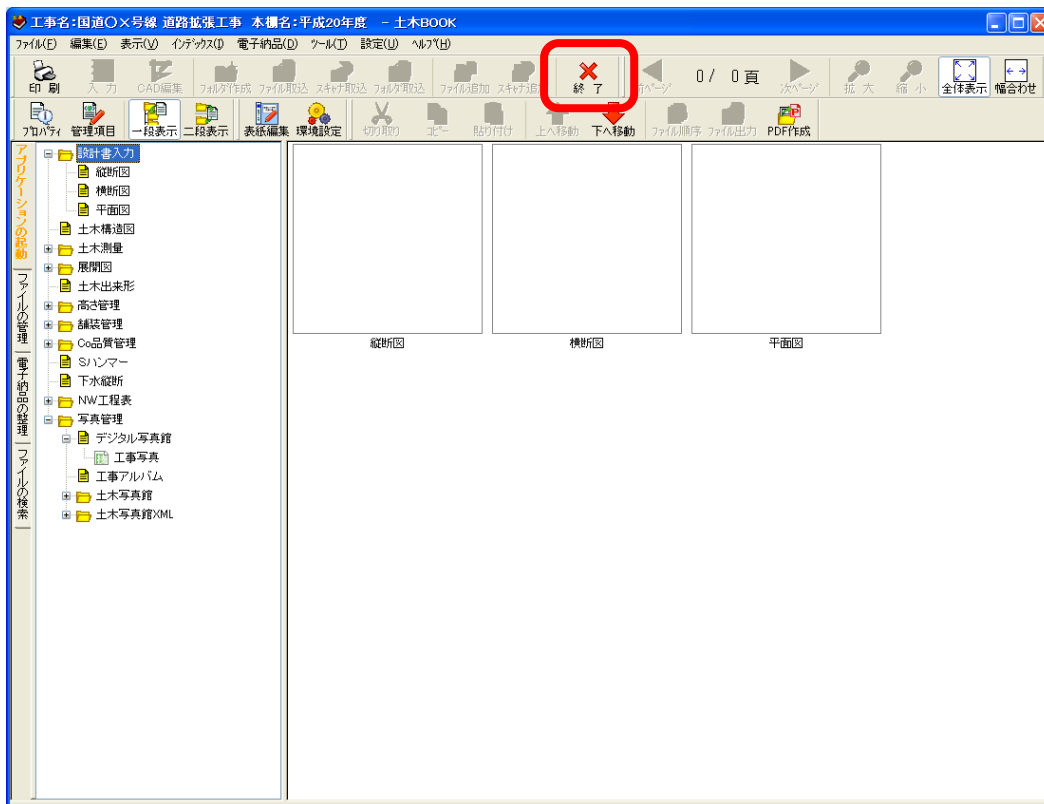 工事名:国道〇×号線 道路拡張工事 本棚名:平成20年度 - 土木BOOK
ファイル(F) 編集(E) 表示(V) インデックス(I) 電子納品(D) ツール(T) 設定(U) ヘルプ(H)
印刷 入力 CAD編集 フォルダ作成 ファイル取込 スキャナ取込 フォルダ取込 ファイル追加 スキャナ追 終了 前ページ 0/ 0頁 次ページ 拡大 縮小 全体表示 幅合わせ
プロパティ 管理項目 一段表示 二段表示 表紙編集 環境設定 切り取り コピー 貼り付け 上へ移動 下へ移動 ファイル順序 ファイル出力 PDF作成
アプリケーションの起動
ファイルの管理
電子納品の整理
ファイルの検索
設計書入力
縦断図
横断図
平面図
土木構造図
土木測量
展開図
土木出来形
高さ管理
舗装管理
Co品質管理
Sハンマー
下水縦断
NW工程表
写真管理
デジタル写真館
工事写真
工事アルバム
土木写真館
土木写真館XML
縦断図 横断図 平面図